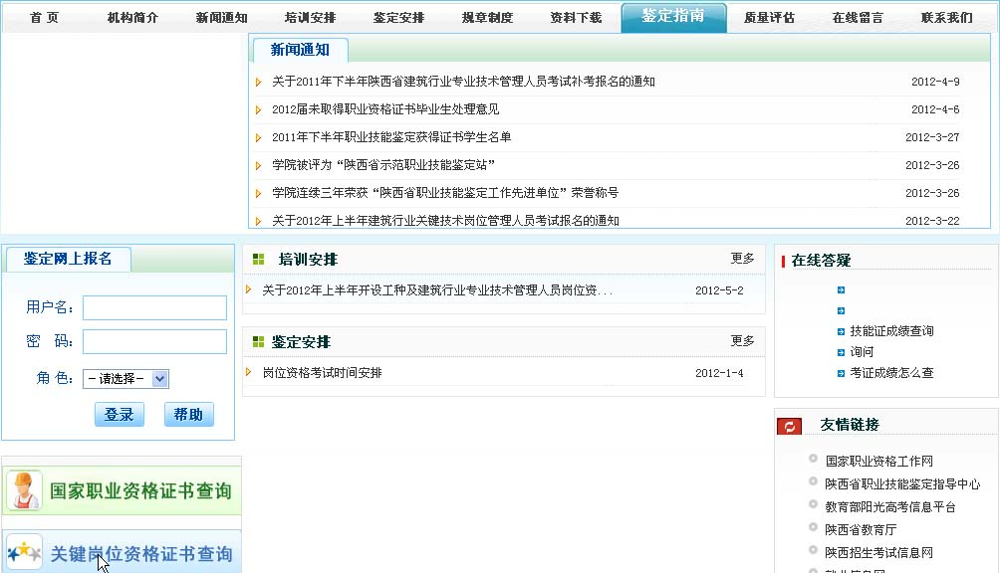 首 页 机构简介 新闻通知 培训安排 鉴定安排 规章制度 资料下载 鉴定指南 质量评估 在线留言 联系我们
新闻通知
关于2011年下半年陕西省建筑行业专业技术管理人员考试补考报名的通知 2012-4-9
2012届未取得职业资格证书毕业生处理意见 2012-4-6
2011年下半年职业技能鉴定获得证书学生名单 2012-3-27
学院被评为“陕西省示范职业技能鉴定站” 2012-3-26
学院连续三年荣获“陕西省职业技能鉴定工作先进单位”荣誉称号 2012-3-26
关于2012年上半年建筑行业关键技术岗位管理人员考试报名的通知 2012-3-22
鉴定网上报名
用户名:
密 码:
角 色: -请选择-
登录 帮助
国家职业资格证书查询
关键岗位资格证书查询
培训安排 更多
关于2012年上半年开设工种及建筑行业专业技术管理人员岗位资... 2012-5-2
鉴定安排 更多
岗位资格考试时间安排 2012-1-4
在线答疑
技能证成绩查询
询问
考证成绩怎么查
友情链接
国家职业资格工作网
陕西省职业技能鉴定指导中心
教育部阳光高考信息平台
陕西省教育厅
陕西招生考试信息网